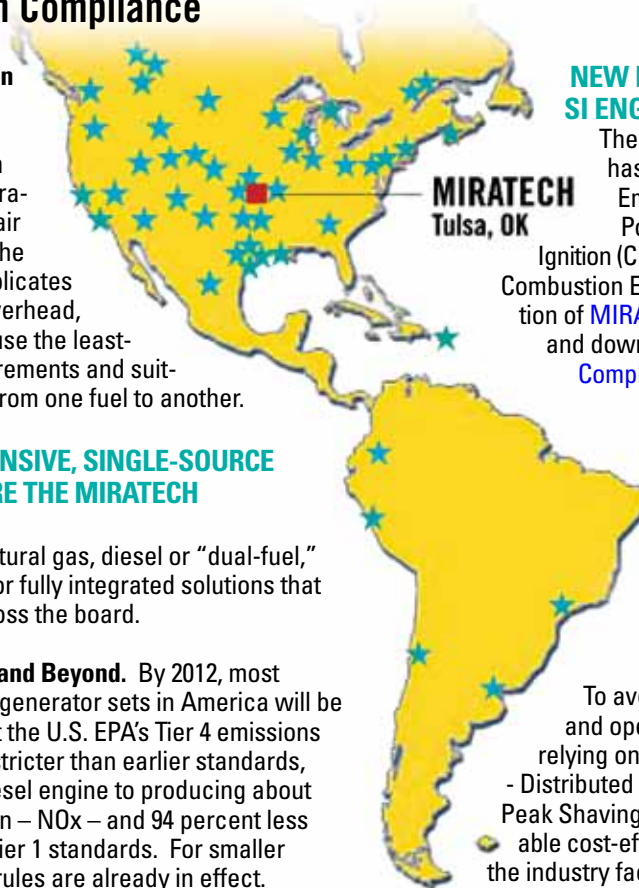 n Compliance
n
ra-
air
he
plicates
erhead,
use the least-
rements and suit-
from one fuel to another.
NSIVE, SINGLE-SOURCE
RE THE MIRATECH
tural gas, diesel or “dual-fuel,”
or fully integrated solutions that
oss the board.
and Beyond. By 2012, most
generator sets in America will be
t the U.S. EPA’s Tier 4 emissions
stricter than earlier standards,
esel engine to producing about
n – NOx – and 94 percent less
ier 1 standards. For smaller
rules are already in effect.
MIRATECH
Tulsa, OK
NEW
SI ENG
The
has
En
Po
Ignition (C
Combustion E
tion of MIRA
and down
Compl
To avo
and ope
relying on
- Distributed
Peak Shaving
able cost-ef
the industry fac